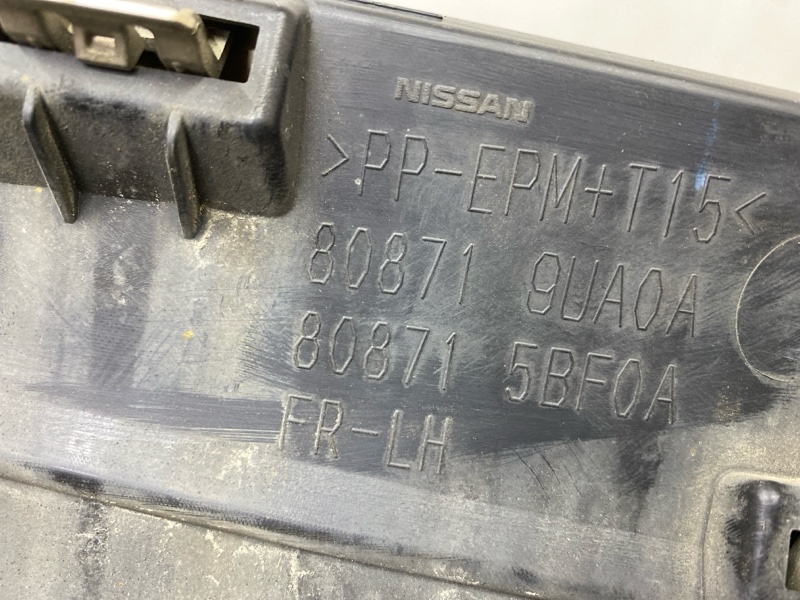 NISSAN
>PP-EPM+T15<
80871 9UA0A
80871 5BF0A
FR-LH